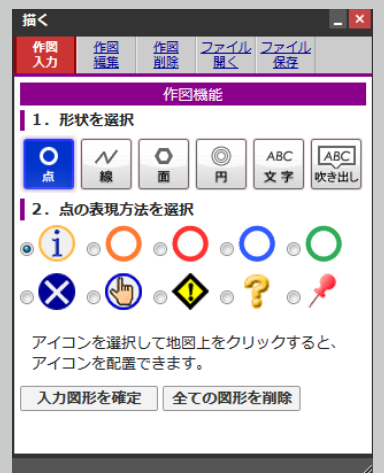 描く
作図
入力
作図
編集
作図
削除
ファイル
開く
ファイル
保存
作図機能
1. 形状を選択
点
線
面
円
ABC
文字
ABC
吹き出し
2. 点の表現方法を選択
アイコンを選択して地図上をクリックすると、
アイコンを配置できます。
入力図形を確定
全ての図形を削除